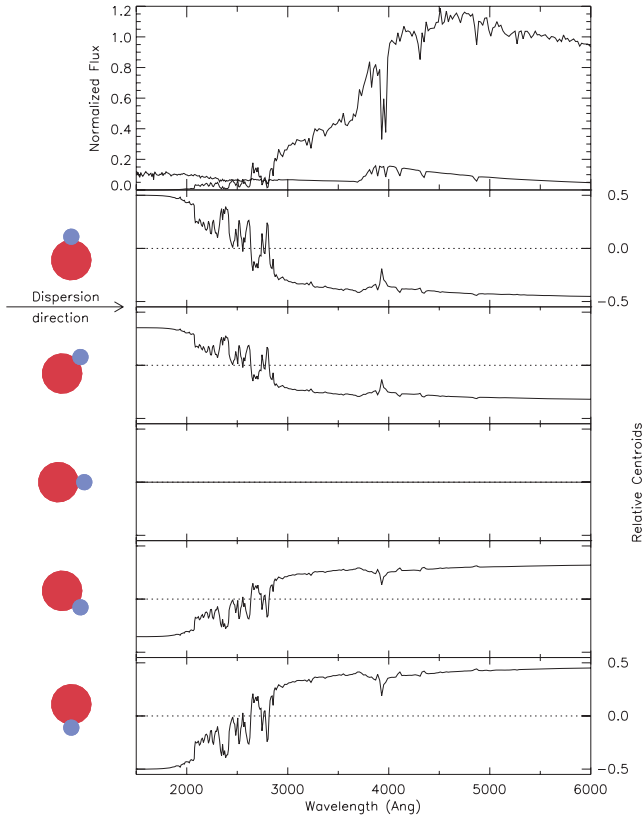 1.2
1.0
0.8
0.6
0.4
0.2
0.0
Normalized Flux
0.5
0.0
−0.5
Dispersion
direction
Relative Centroids
0.5
0.0
−0.5
2000 3000 4000 5000 6000
Wavelength (Ang)